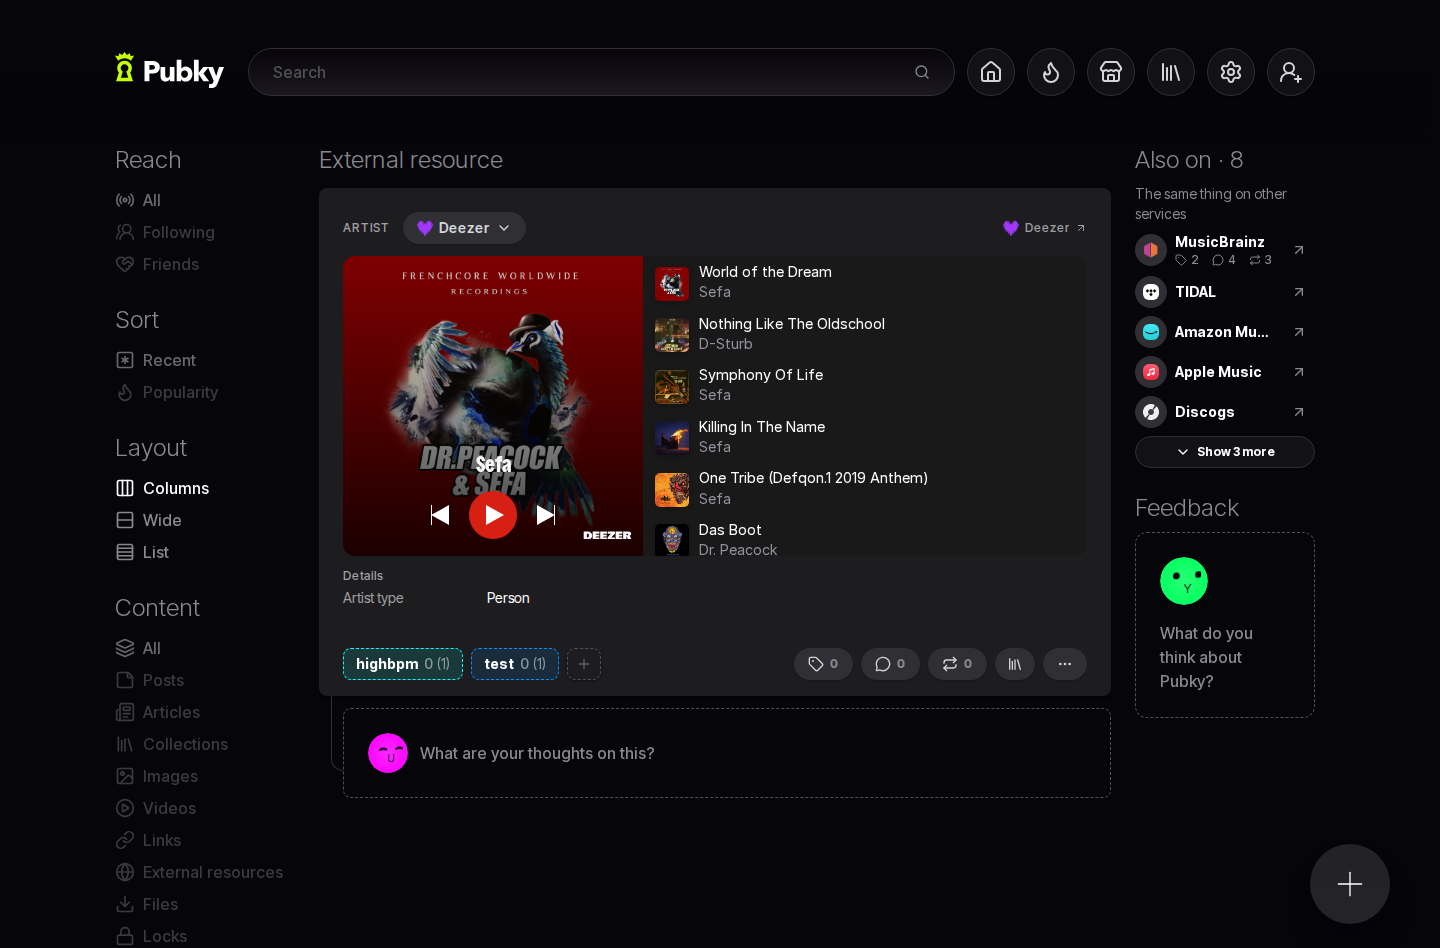 Pubky
Search
Reach
All
Following
Friends
Sort
Recent
Popularity
Layout
Columns
Wide
List
Content
All
Posts
Articles
Collections
Images
Videos
Links
External resources
Files
Locks
External resource
ARTIST
Deezer
Deezer
FRENCHCORE WORLDWIDE
RECORDINGS
DR.PEACOCK
& SEFA
Sefa
DEEZER
World of the Dream
Sefa
Nothing Like The Oldschool
D-Sturb
Symphony Of Life
Sefa
Killing In The Name
Sefa
One Tribe (Defqon.1 2019 Anthem)
Sefa
Das Boot
Dr. Peacock
Details
Artist type Person
highbpm 0 (1)
test 0 (1)
0 0 0
What are your thoughts on this?
Also on · 8
The same thing on other
services
MusicBrainz
2 4 3
TIDAL
Amazon Mu...
Apple Music
Discogs
Show 3 more
Feedback
What do you
think about
Pubky?